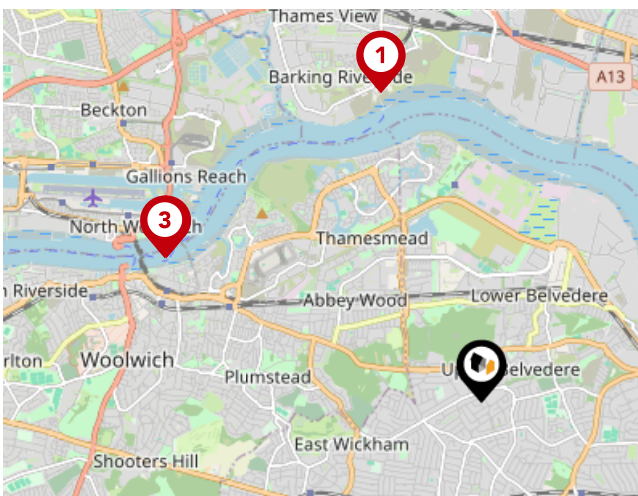 Thames View
1
Barking Riverside
A13
Beckton
Gallions Reach
North Woolwich
3
Thamesmead
n Riverside
Abbey Wood
Lower Belvedere
rlton
Woolwich
Plumstead
Belvedere
East Wickham
Shooters Hill